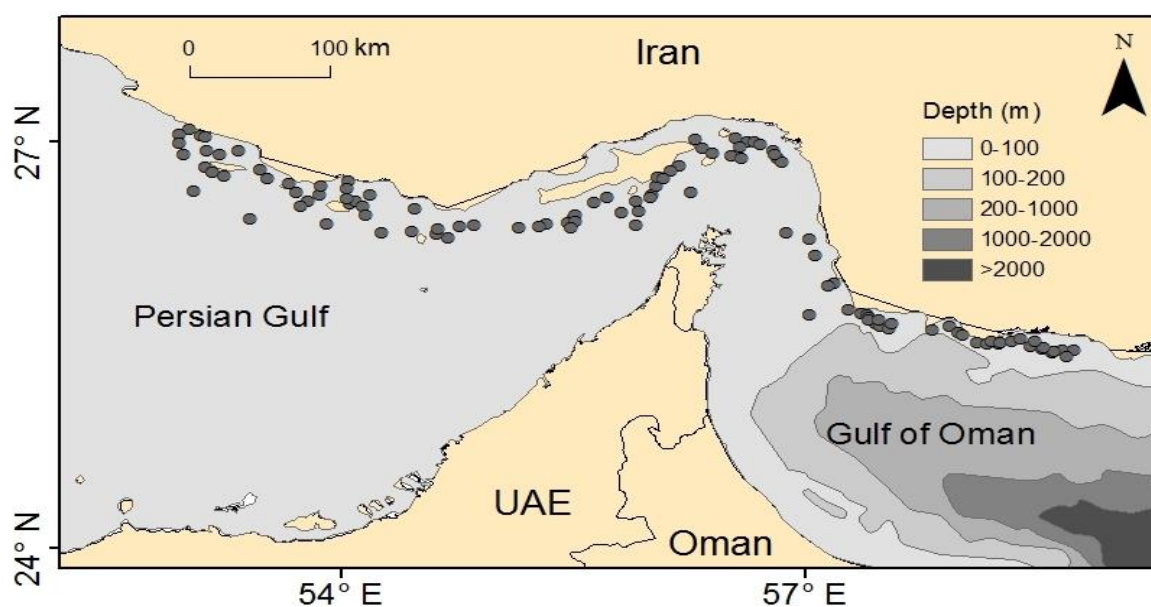 0 100 km
Iran
N
27° N
Depth (m)
0-100
100-200
200-1000
1000-2000
>2000
Persian Gulf
Gulf of Oman
UAE
Oman
24° N
54° E
57° E